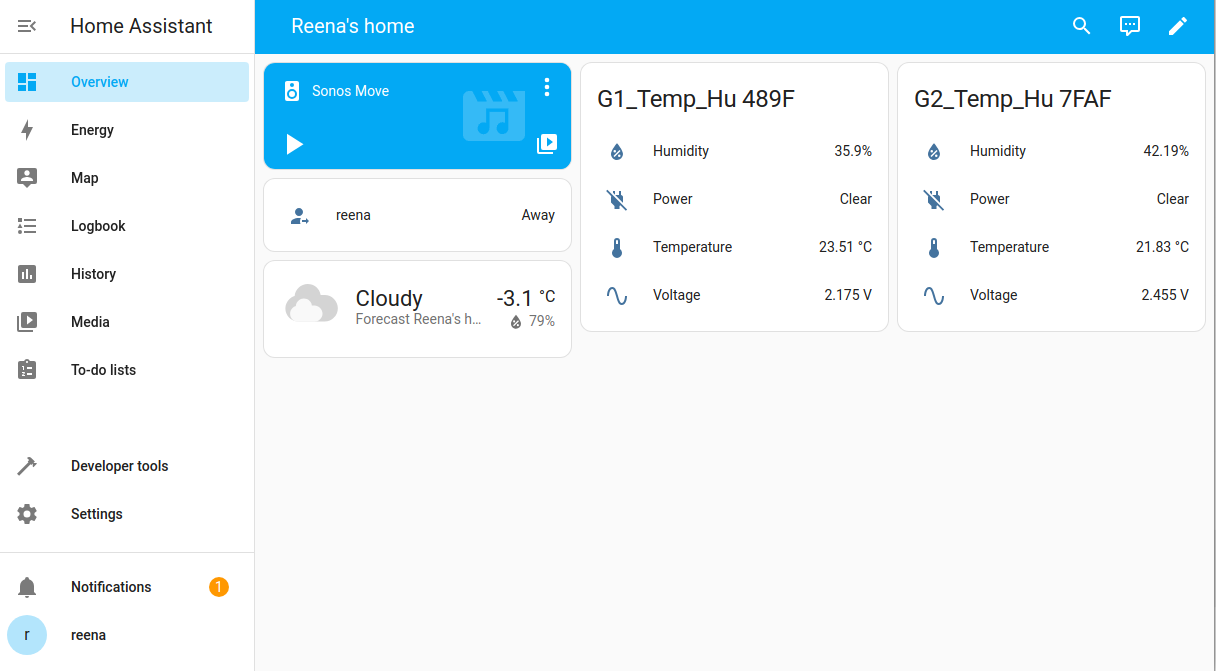 Home Assistant
Overview
Energy
Map
Logbook
History
Media
To-do lists
Developer tools
Settings
Notifications 1
r reena
Reena's home
Sonos Move
reena Away
Cloudy -3.1 °C
Forecast Reena's h... 79%
G1_Temp_Hu 489F
Humidity 35.9%
Power Clear
Temperature 23.51 °C
Voltage 2.175 V
G2_Temp_Hu 7FAF
Humidity 42.19%
Power Clear
Temperature 21.83 °C
Voltage 2.455 V